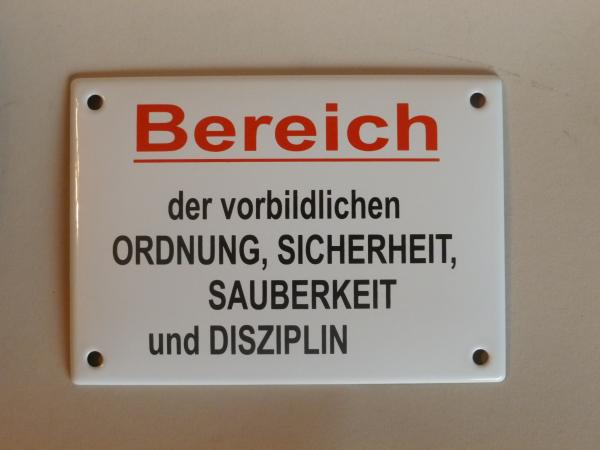 Bereich
der vorbildlichen
ORDNUNG, SICHERHEIT,
SAUBERKEIT
und DISZIPLIN